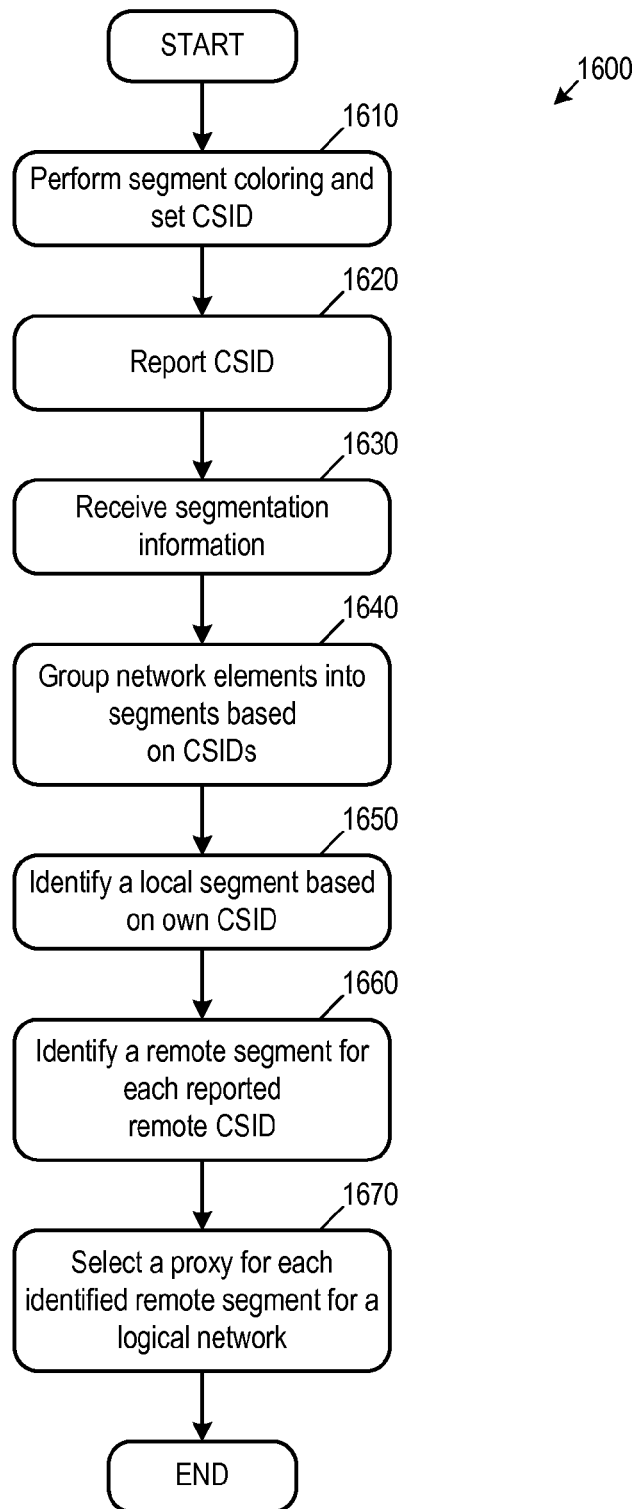 START
1600
1610
Perform segment coloring and
set CSID
1620
Report CSID
1630
Receive segmentation
information
1640
Group network elements into
segments based
on CSIDs
1650
Identify a local segment based
on own CSID
1660
Identify a remote segment for
each reported
remote CSID
1670
Select a proxy for each
identified remote segment for a
logical network
END